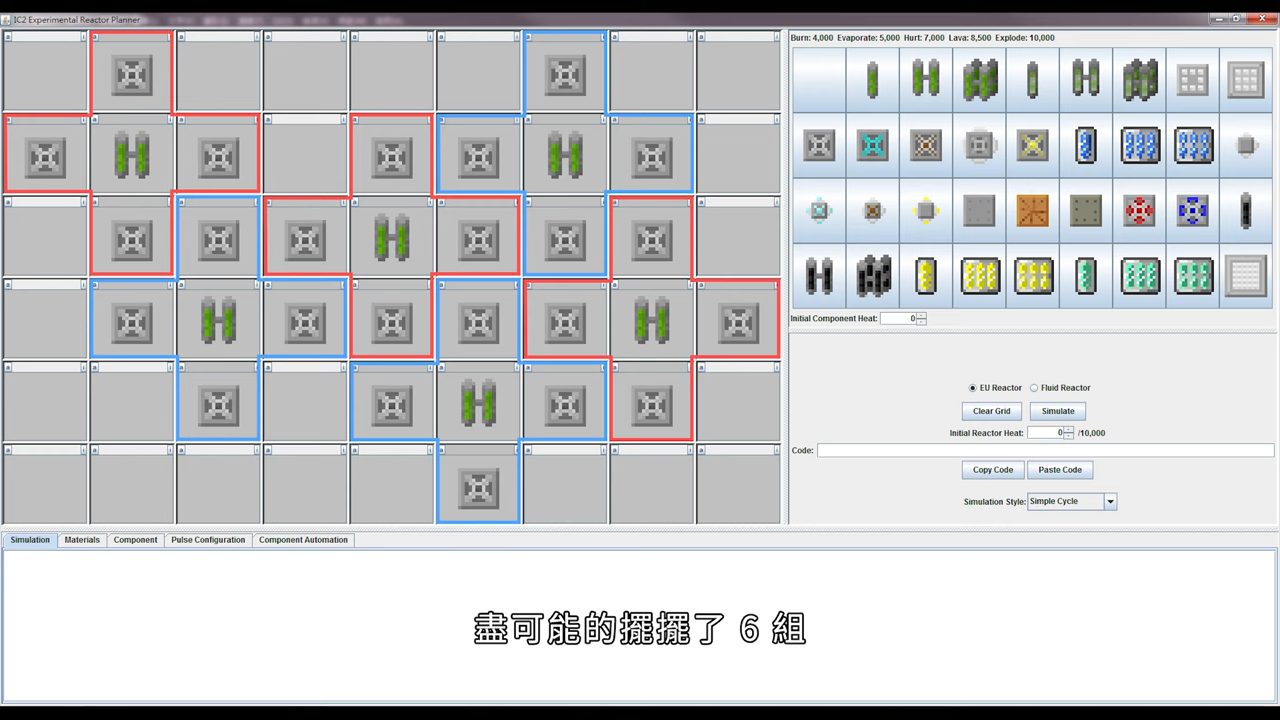 IC2 Experimental Reactor Planner
Burn: 4,000 Evaporate: 5,000 Hurt: 7,000 Lava: 8,500 Explode: 10,000
Initial Component Heat: 0
EU Reactor Fluid Reactor
Clear Grid Simulate
Initial Reactor Heat: 0 /10,000
Code:
Copy Code Paste Code
Simulation Style: Simple Cycle
Simulation Materials Component Pulse Configuration Component Automation
盡可能的擺擺了 6 組